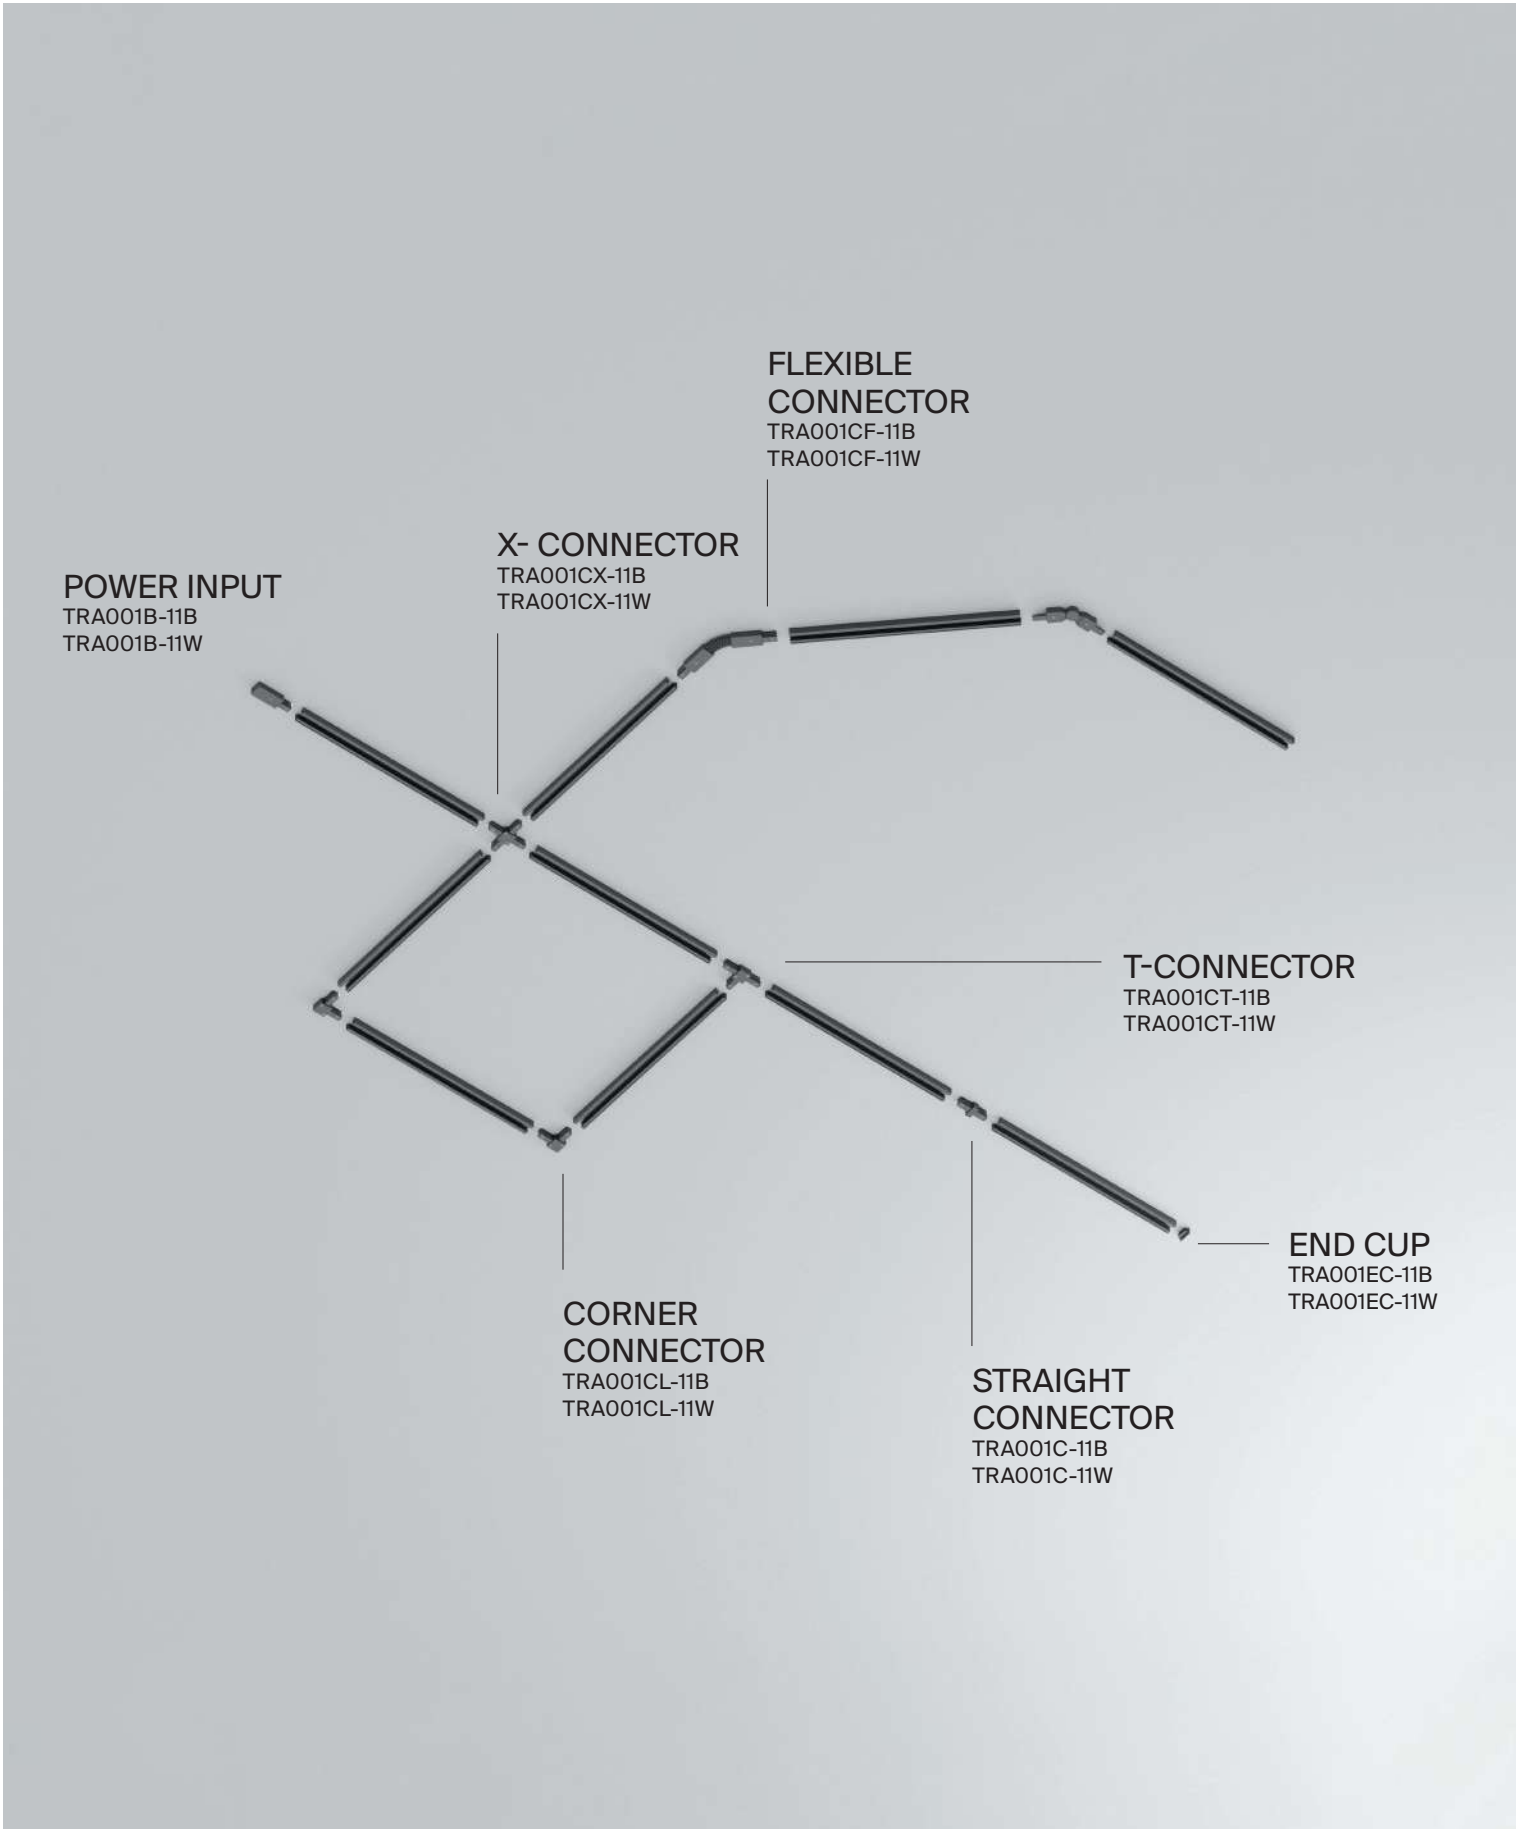 FLEXIBLE
CONNECTOR
TRA001CF-11B
TRA001CF-11W
X- CONNECTOR
TRA001CX-11B
TRA001CX-11W
POWER INPUT
TRA001B-11B
TRA001B-11W
T-CONNECTOR
TRA001CT-11B
TRA001CT-11W
END CUP
TRA001EC-11B
TRA001EC-11W
CORNER
CONNECTOR
TRA001CL-11B
TRA001CL-11W
STRAIGHT
CONNECTOR
TRA001C-11B
TRA001C-11W